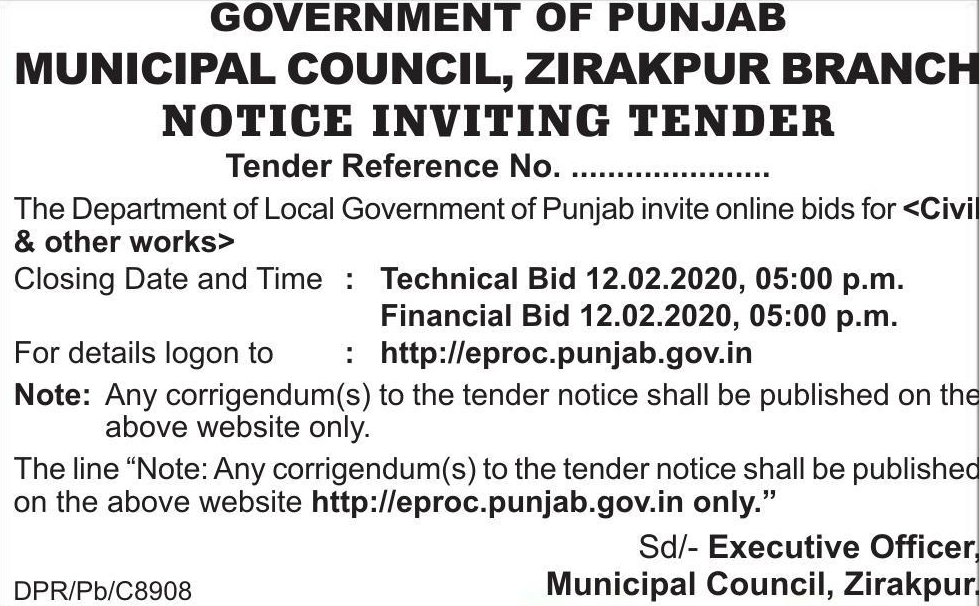 GOVERNMENT OF PUNJAB
MUNICIPAL COUNCIL, ZIRAKPUR BRANCH
NOTICE INVITING TENDER
Tender Reference No. ......................
The Department of Local Government of Punjab invite online bids for <Civil
& other works>
Closing Date and Time : Technical Bid 12.02.2020, 05:00 p.m.
Financial Bid 12.02.2020, 05:00 p.m.
For details logon to : http://eproc.punjab.gov.in
Note: Any corrigendum(s) to the tender notice shall be published on the
above website only.
The line “Note: Any corrigendum(s) to the tender notice shall be published
on the above website http://eproc.punjab.gov.in only.”
Sd/- Executive Officer,
Municipal Council, Zirakpur.
DPR/Pb/C8908